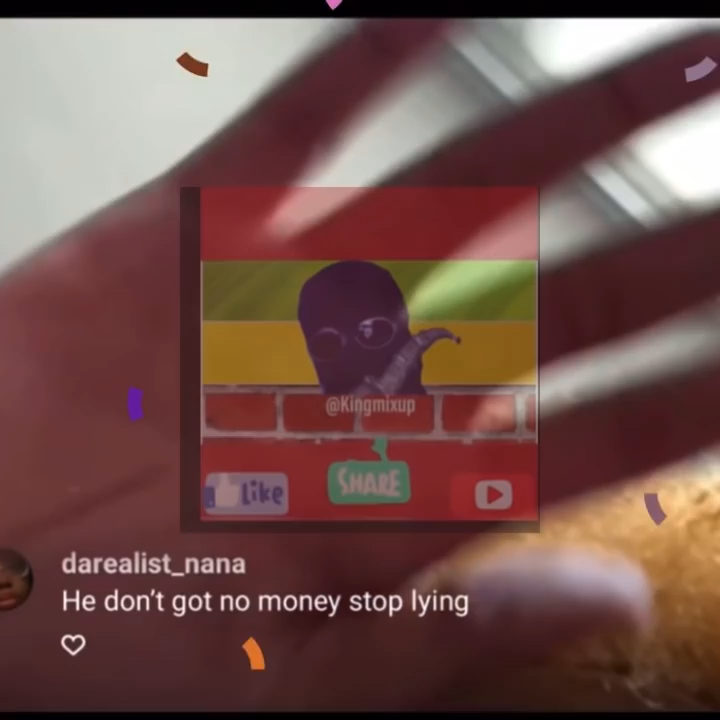 @Kingmixup
Like
SHARE
darealist_nana
He don't got no money stop lying